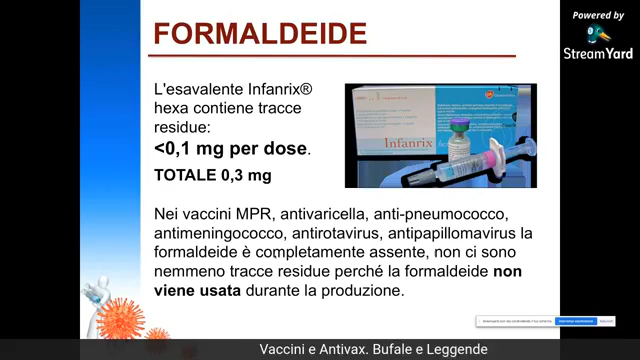 FORMALDEIDE
Powered by
StreamYard
L'esavalente Infanrix®
hexa contiene tracce
residue:
<0,1 mg per dose.
TOTALE 0,3 mg
Infanrix
Nei vaccini MPR, antivaricella, anti-pneumococco,
antimeningococco, antirotavirus, antipapillomavirus la
formaldeide è completamente assente, non ci sono
nemmeno tracce residue perché la formaldeide non
viene usata durante la produzione.
Vaccini e Antivax. Bufale e Leggende